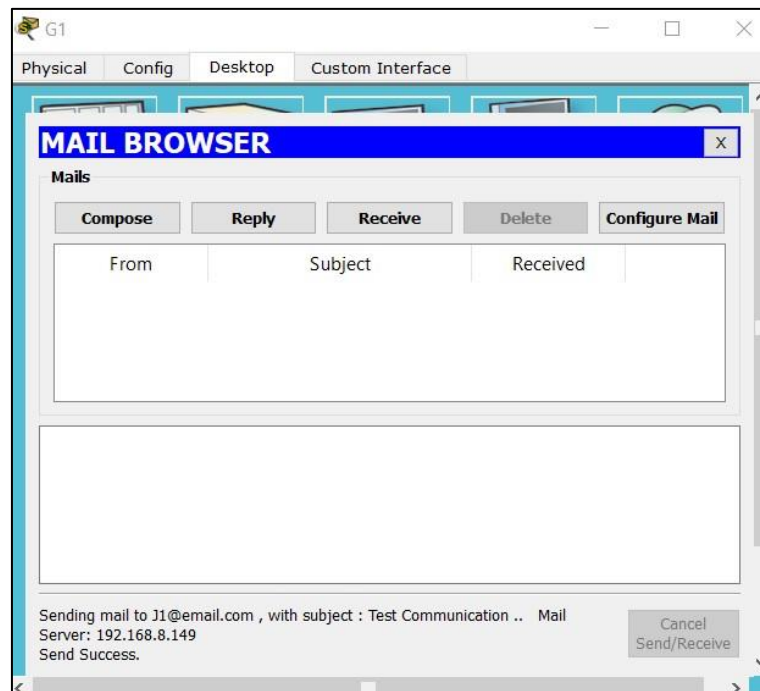 G1
Physical Config Desktop Custom Interface
MAIL BROWSER X
Mails
Compose Reply Receive Delete Configure Mail
From Subject Received
Sending mail to J1@email.com , with subject : Test Communication .. Mail
Server: 192.168.8.149
Send Success.
Cancel
Send/Receive